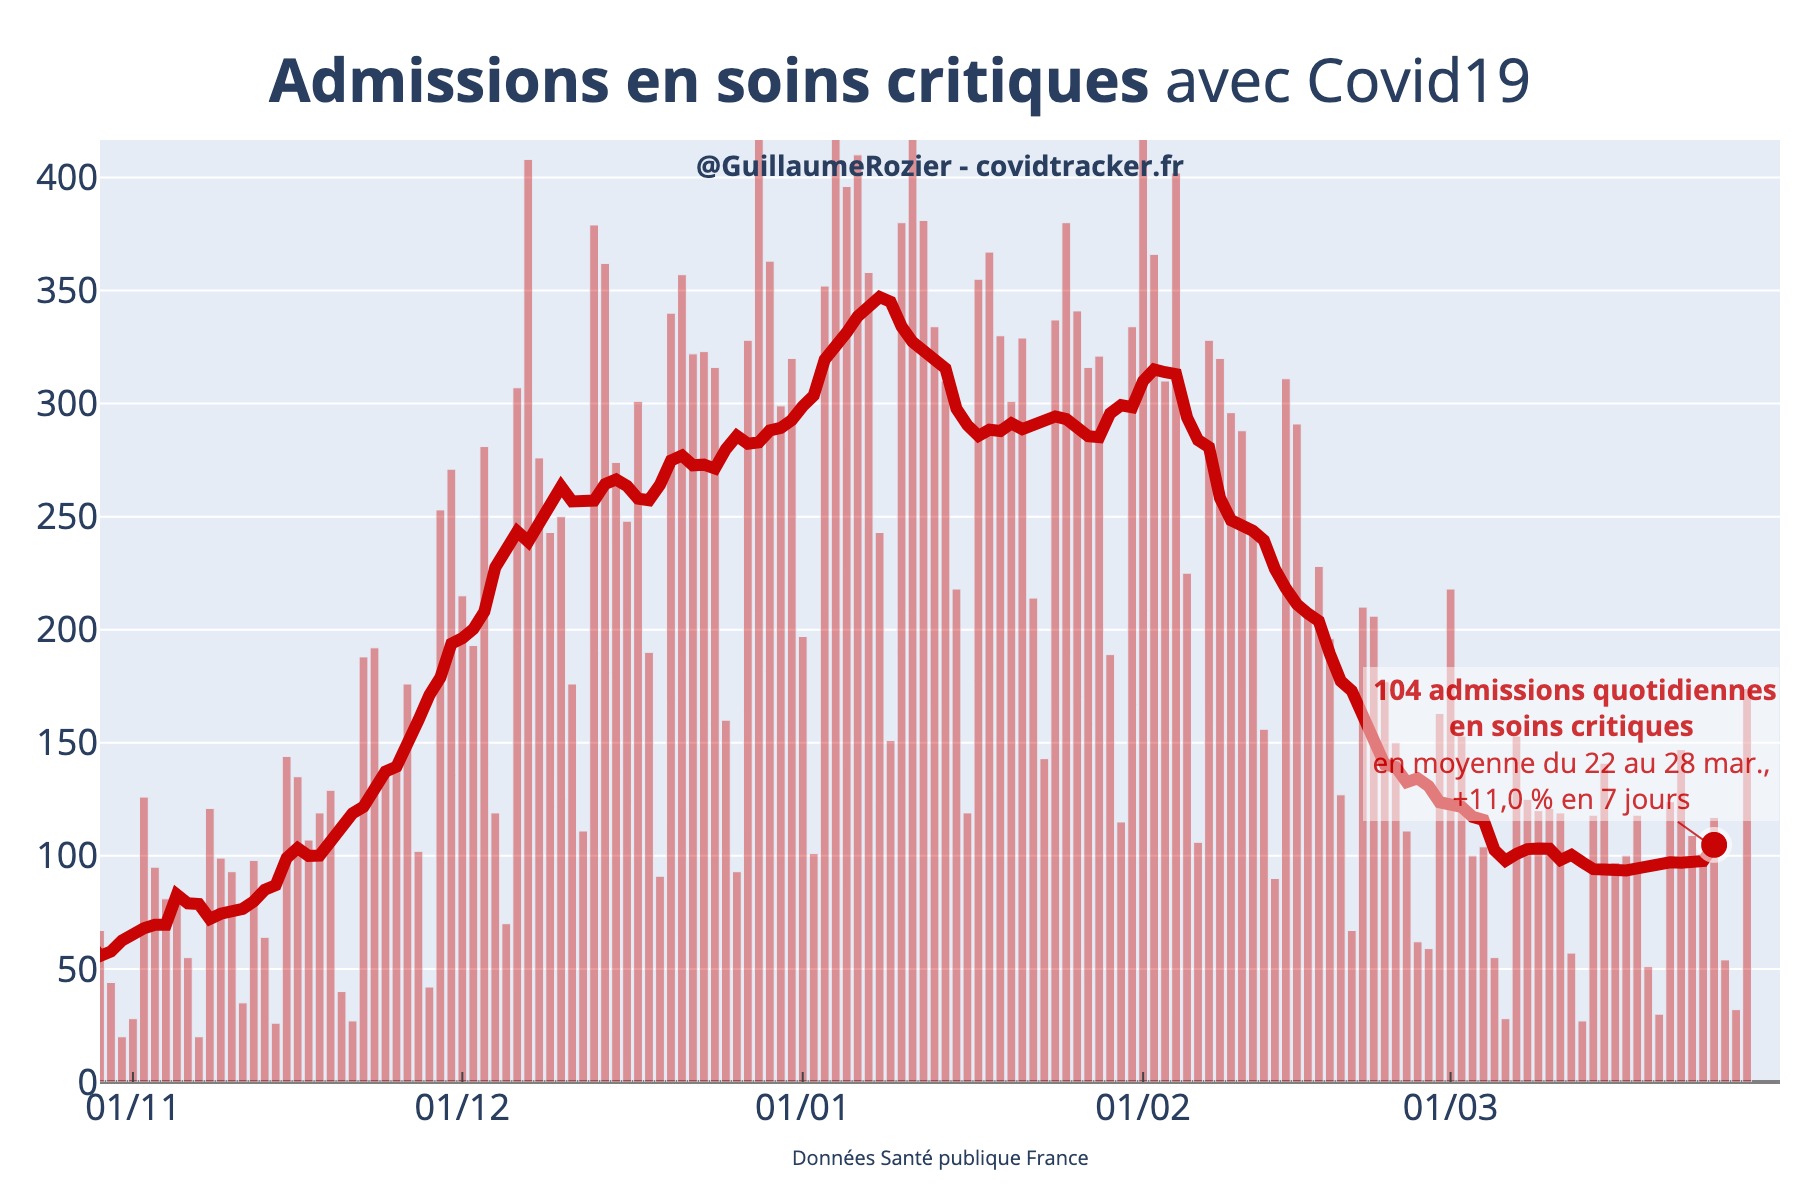 Admissions en soins critiques avec Covid19
@GuillaumeRozier - covidtracker.fr
400
350
300
250
200
150
100
50
0
104 admissions quotidiennes
en soins critiques
en moyenne du 22 au 28 mar.,
+11,0 % en 7 jours
01/11 01/12 01/01 01/02 01/03
Données Santé publique France